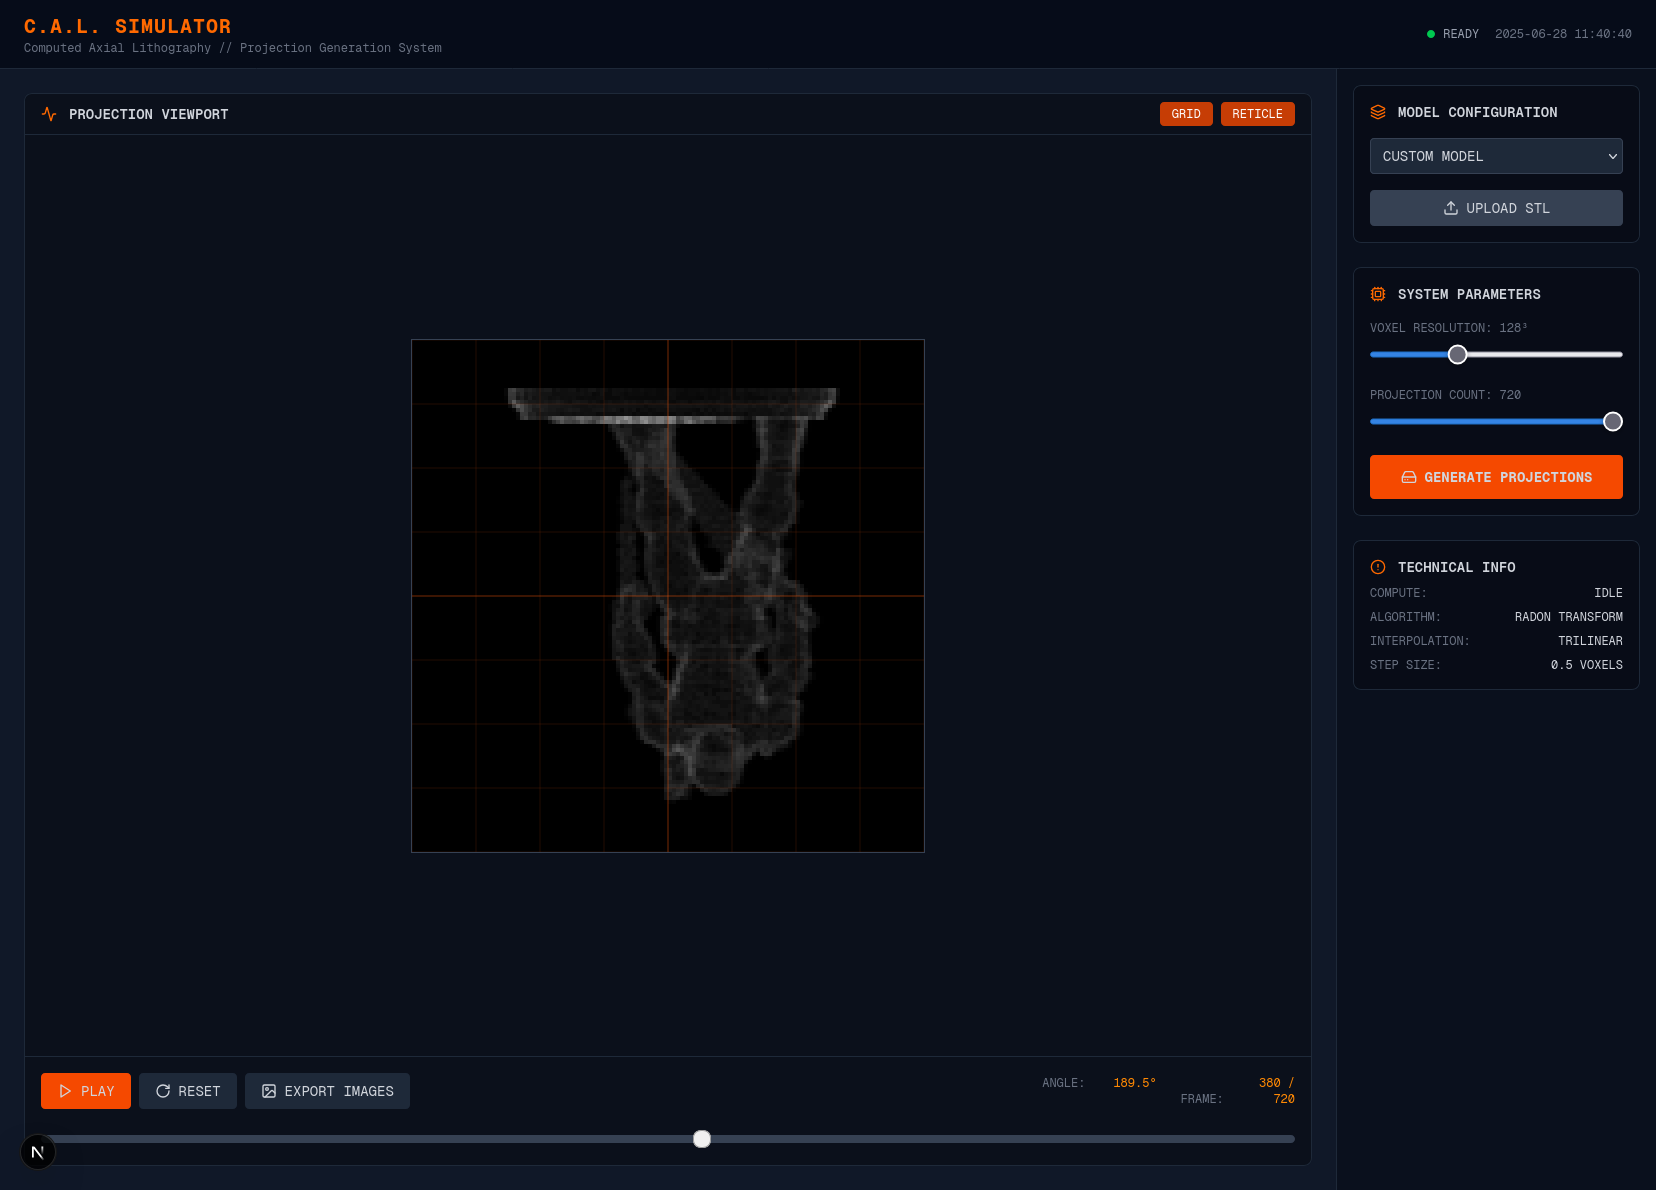 C.A.L. SIMULATOR
Computed Axial Lithography // Projection Generation System
READY 2025-06-28 11:40:40
PROJECTION VIEWPORT
GRID
RETICLE
PLAY
RESET
EXPORT IMAGES
ANGLE: 189.5°
FRAME: 380 /
720
N
MODEL CONFIGURATION
CUSTOM MODEL
UPLOAD STL
SYSTEM PARAMETERS
VOXEL RESOLUTION: 128³
PROJECTION COUNT: 720
GENERATE PROJECTIONS
TECHNICAL INFO
COMPUTE: IDLE
ALGORITHM: RADON TRANSFORM
INTERPOLATION: TRILINEAR
STEP SIZE: 0.5 VOXELS